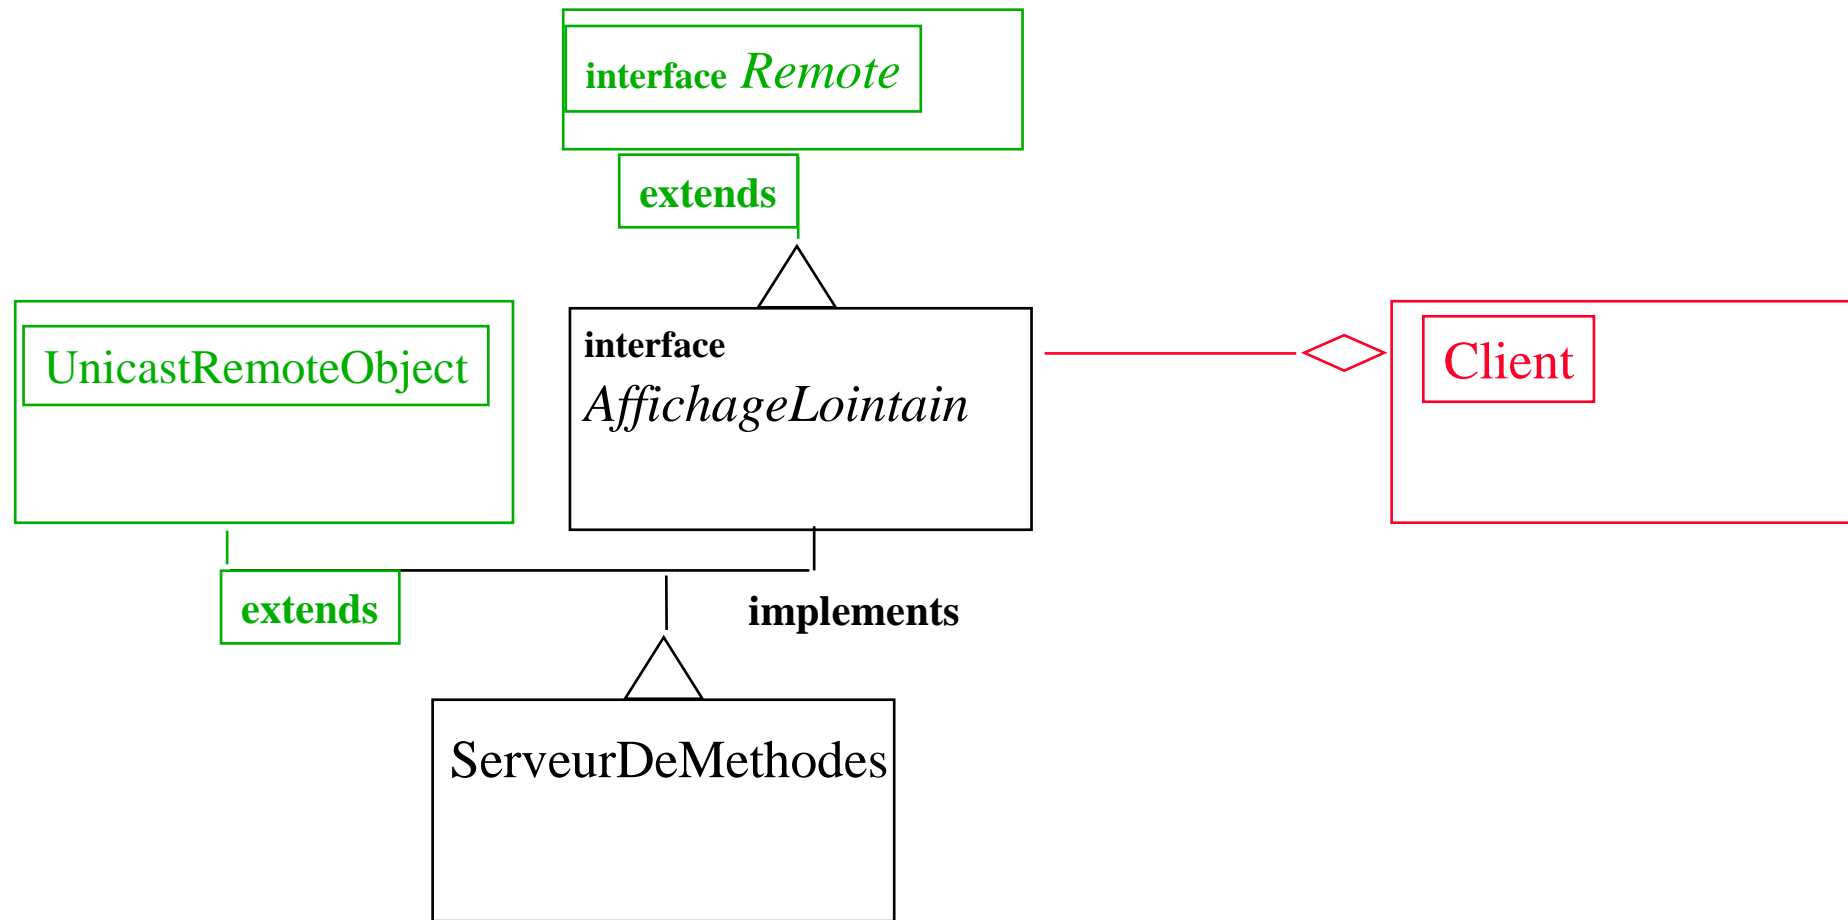 interface Remote
extends
UnicastRemoteObject
interface
AffichageLointain
Client
extends
implements
ServeurDeMethodes